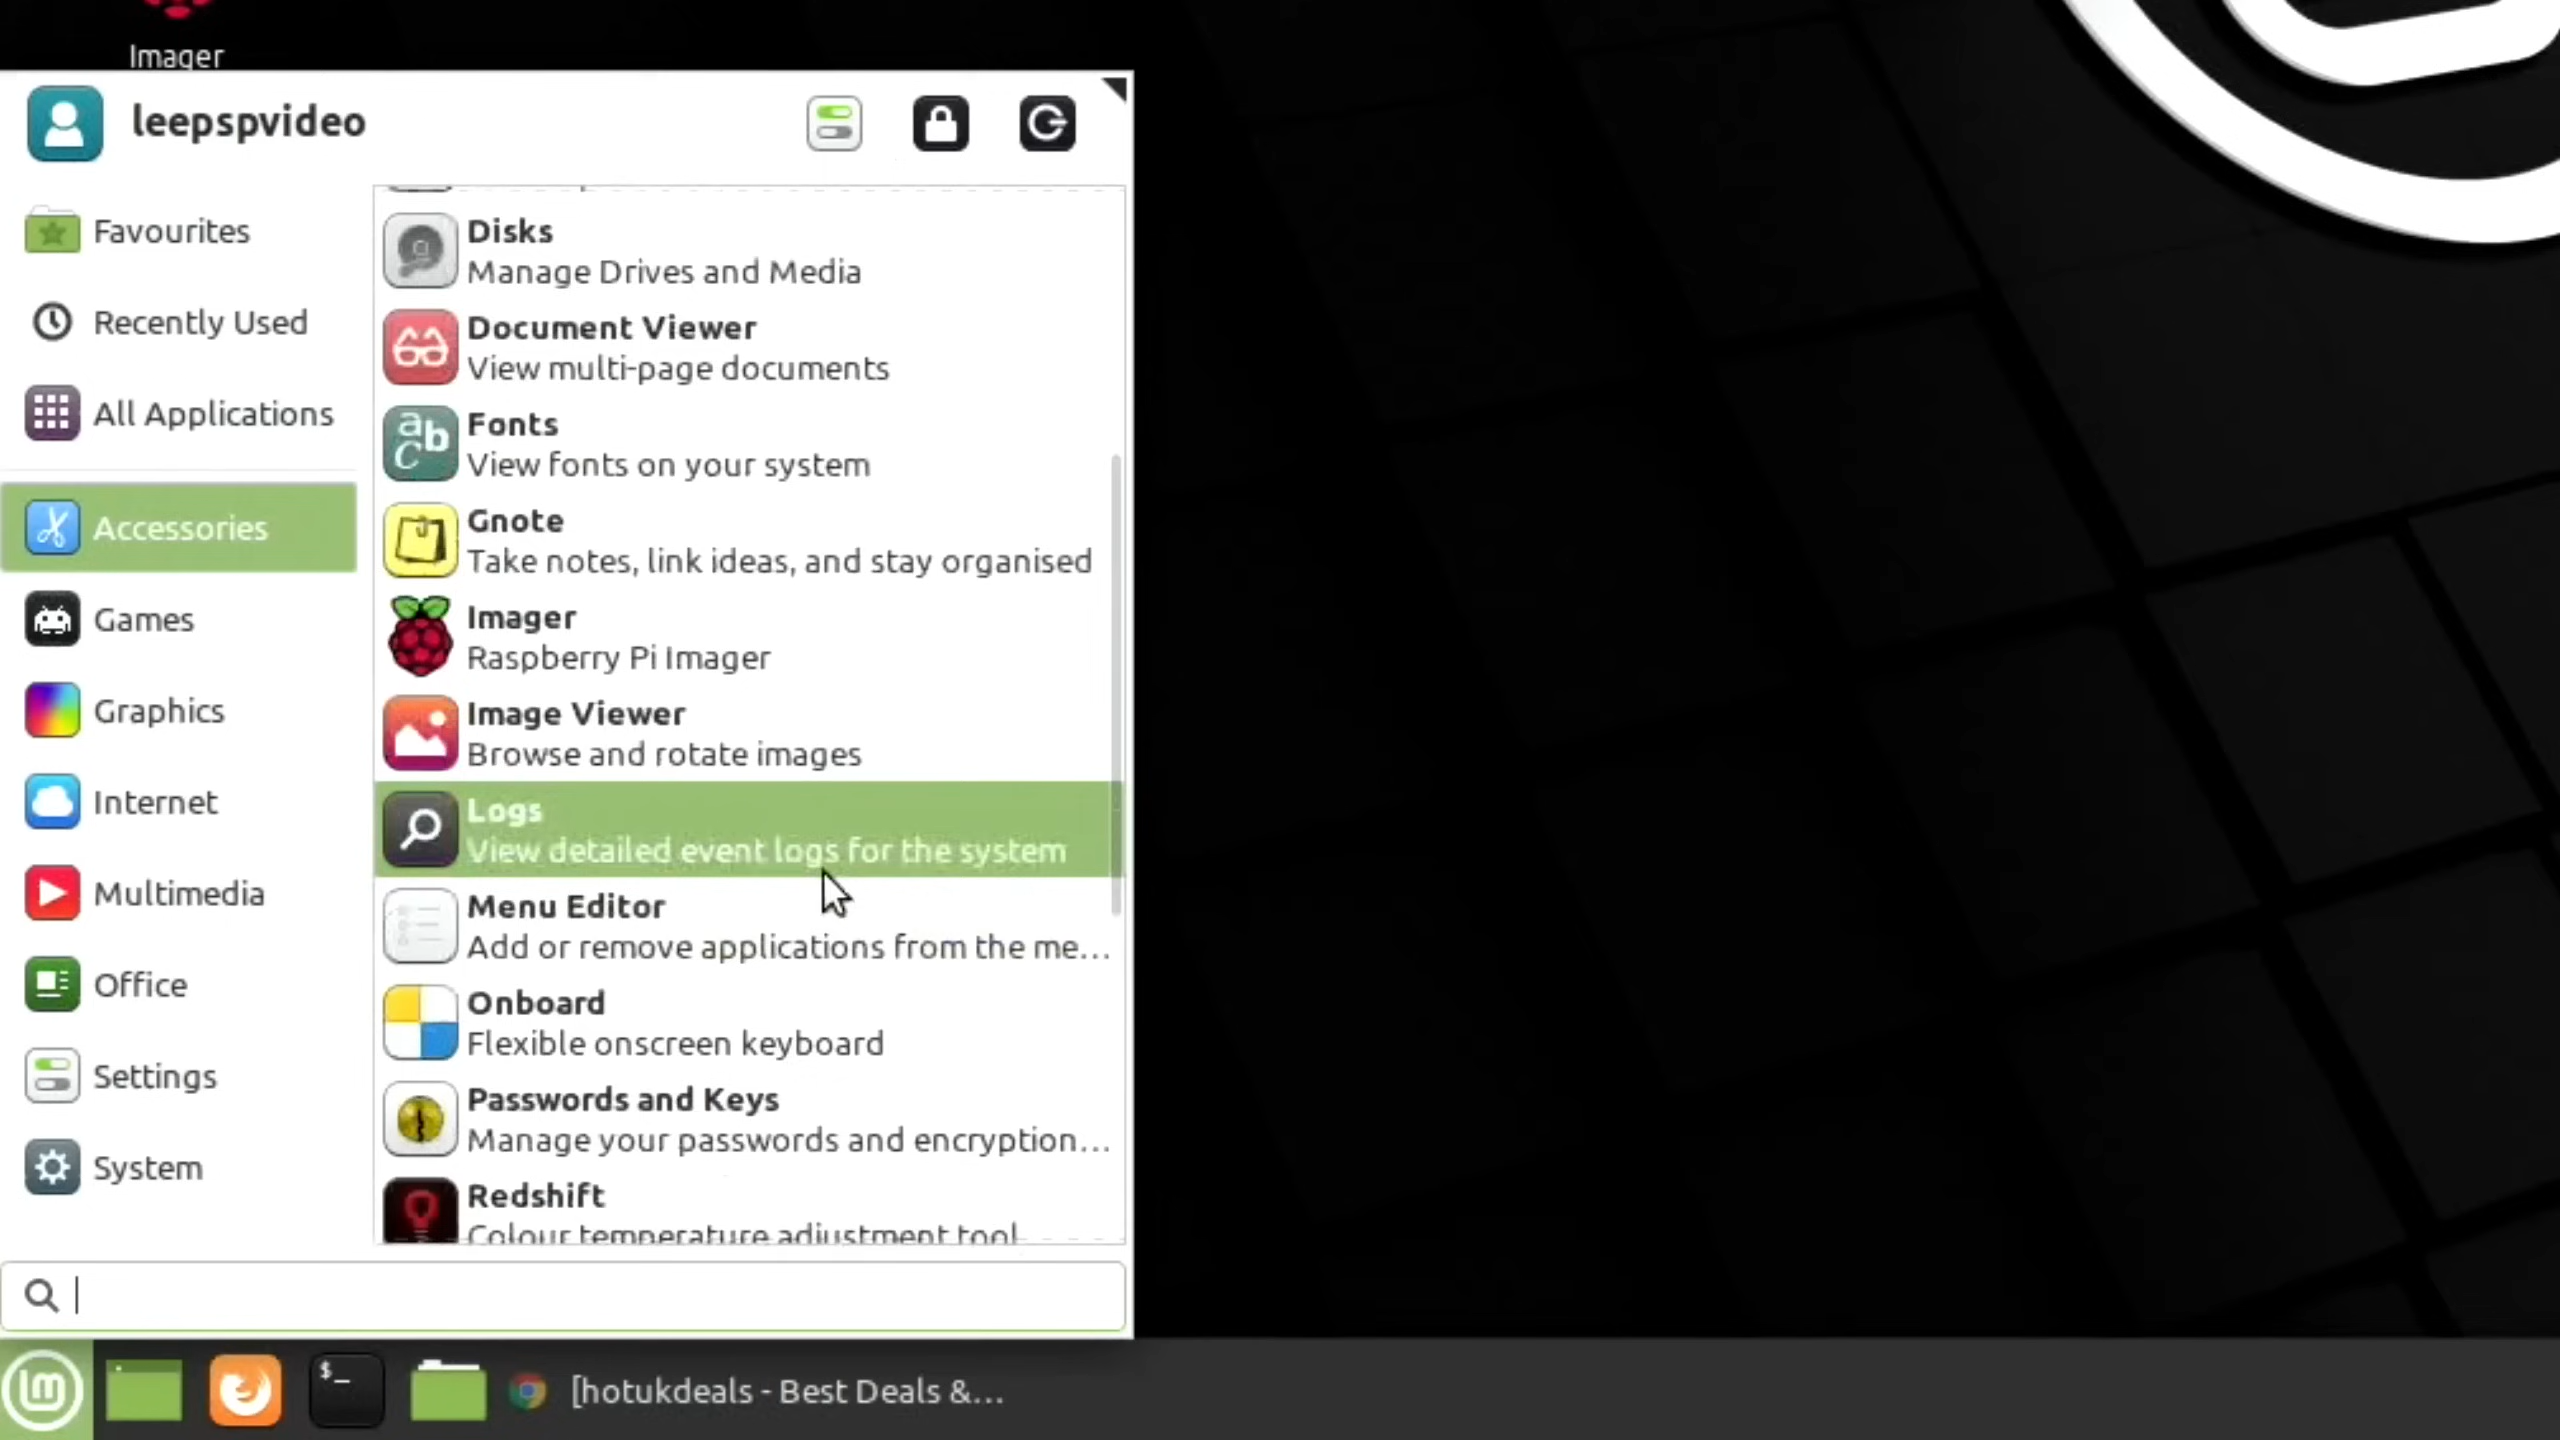 Imager
leepspvideo
Favourites
Recently Used
All Applications
Accessories
Games
Graphics
Internet
Multimedia
Office
Settings
System
Disks
Manage Drives and Media
Document Viewer
View multi-page documents
Fonts
View fonts on your system
Gnote
Take notes, link ideas, and stay organised
Imager
Raspberry Pi Imager
Image Viewer
Browse and rotate images
Logs
View detailed event logs for the system
Menu Editor
Add or remove applications from the me...
Onboard
Flexible onscreen keyboard
Passwords and Keys
Manage your passwords and encryption...
Redshift
Colour temperature adjustment tool
[hotukdeals - Best Deals &...